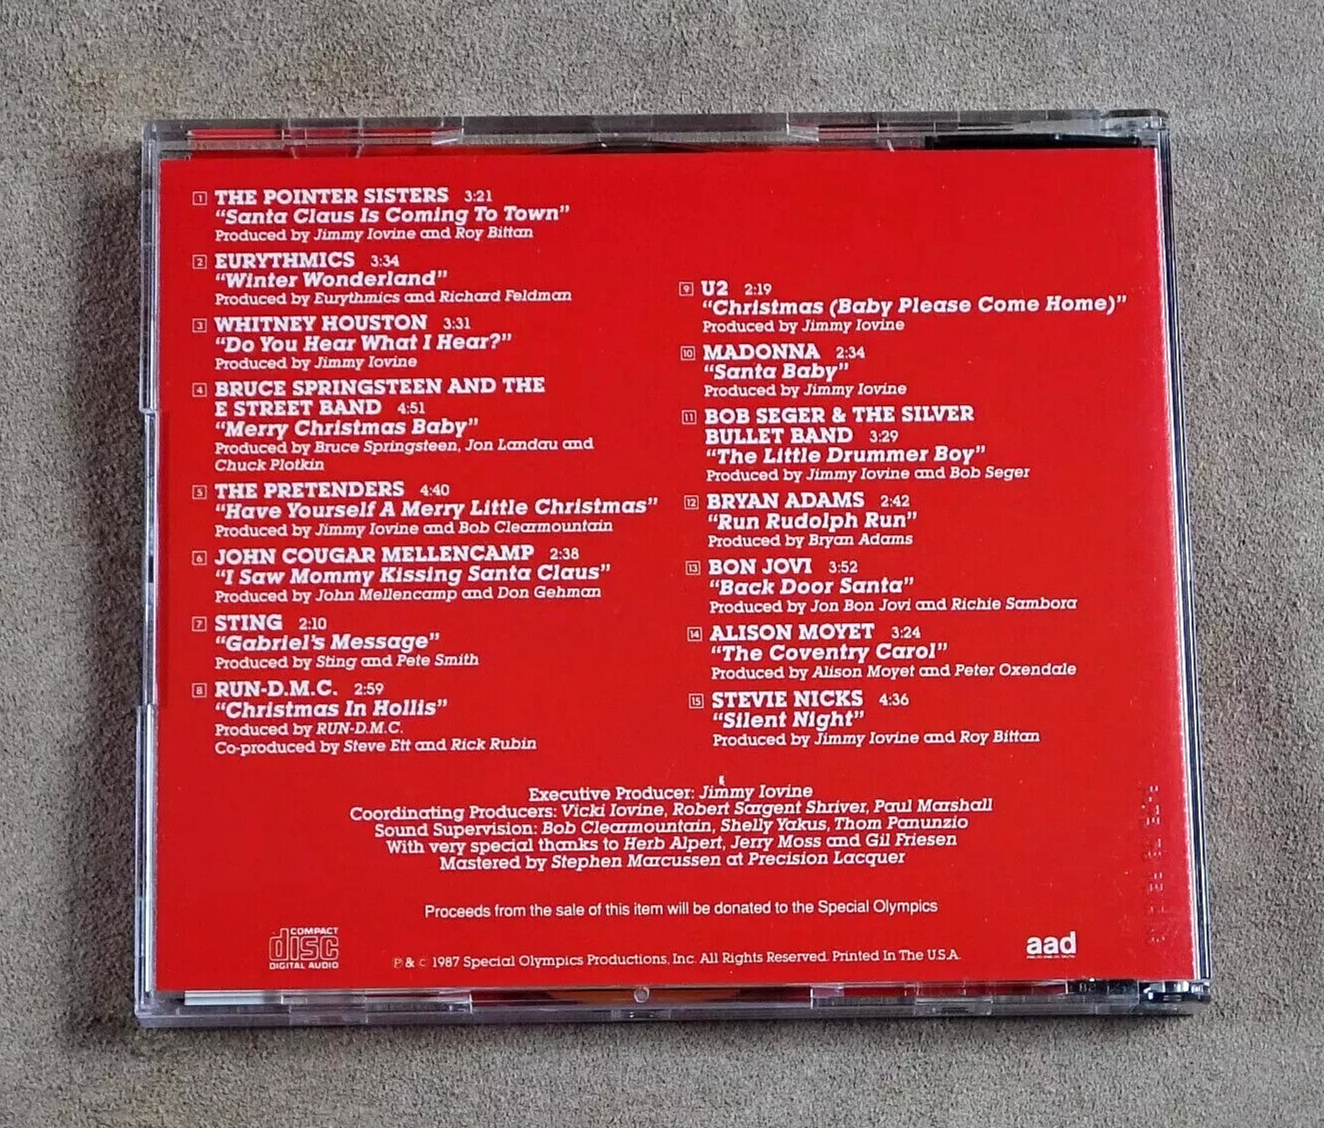 1 THE POINTER SISTERS 3:21
“Santa Claus Is Coming To Town”
Produced by Jimmy Iovine and Roy Bittan
2 EURYTHMICS 3:34
“Winter Wonderland”
Produced by Eurythmics and Richard Feldman
3 WHITNEY HOUSTON 3:31
“Do You Hear What I Hear?”
Produced by Jimmy Iovine
4 BRUCE SPRINGSTEEN AND THE
E STREET BAND 4:51
“Merry Christmas Baby”
Produced by Bruce Springsteen, Jon Landau and
Chuck Plotkin
5 THE PRETENDERS 4:40
“Have Yourself A Merry Little Christmas”
Produced by Jimmy Iovine and Bob Clearmountain
6 JOHN COUGAR MELLENCAMP 2:38
“I Saw Mommy Kissing Santa Claus”
Produced by John Mellencamp and Don Gehman
7 STING 2:10
“Gabriel's Message”
Produced by Sting and Pete Smith
8 RUN-D.M.C. 2:59
“Christmas In Hollis”
Produced by RUN-D.M.C.
Co-produced by Steve Ett and Rick Rubin
9 U2 2:19
“Christmas (Baby Please Come Home)”
Produced by Jimmy Iovine
10 MADONNA 2:34
“Santa Baby”
Produced by Jimmy Iovine
11 BOB SEGER & THE SILVER
BULLET BAND 3:29
“The Little Drummer Boy”
Produced by Jimmy Iovine and Bob Seger
12 BRYAN ADAMS 2:42
“Run Rudolph Run”
Produced by Bryan Adams
13 BON JOVI 3:52
“Back Door Santa”
Produced by Jon Bon Jovi and Richie Sambora
14 ALISON MOYET 3:24
“The Coventry Carol”
Produced by Alison Moyet and Peter Oxendale
15 STEVIE NICKS 4:36
“Silent Night”
Produced by Jimmy Iovine and Roy Bittan
Executive Producer: Jimmy Iovine
Coordinating Producers: Vicki Iovine, Robert Sargent Shriver, Paul Marshall
Sound Supervision: Bob Clearmountain, Shelly Yakus, Thom Panunzio
With very special thanks to Herb Alpert, Jerry Moss and Gil Friesen
Mastered by Stephen Marcussen at Precision Lacquer
Proceeds from the sale of this item will be donated to the Special Olympics
COMPACT
disc
DIGITAL AUDIO
℗ & © 1987 Special Olympics Productions, Inc. All Rights Reserved. Printed In The U.S.A.
aad